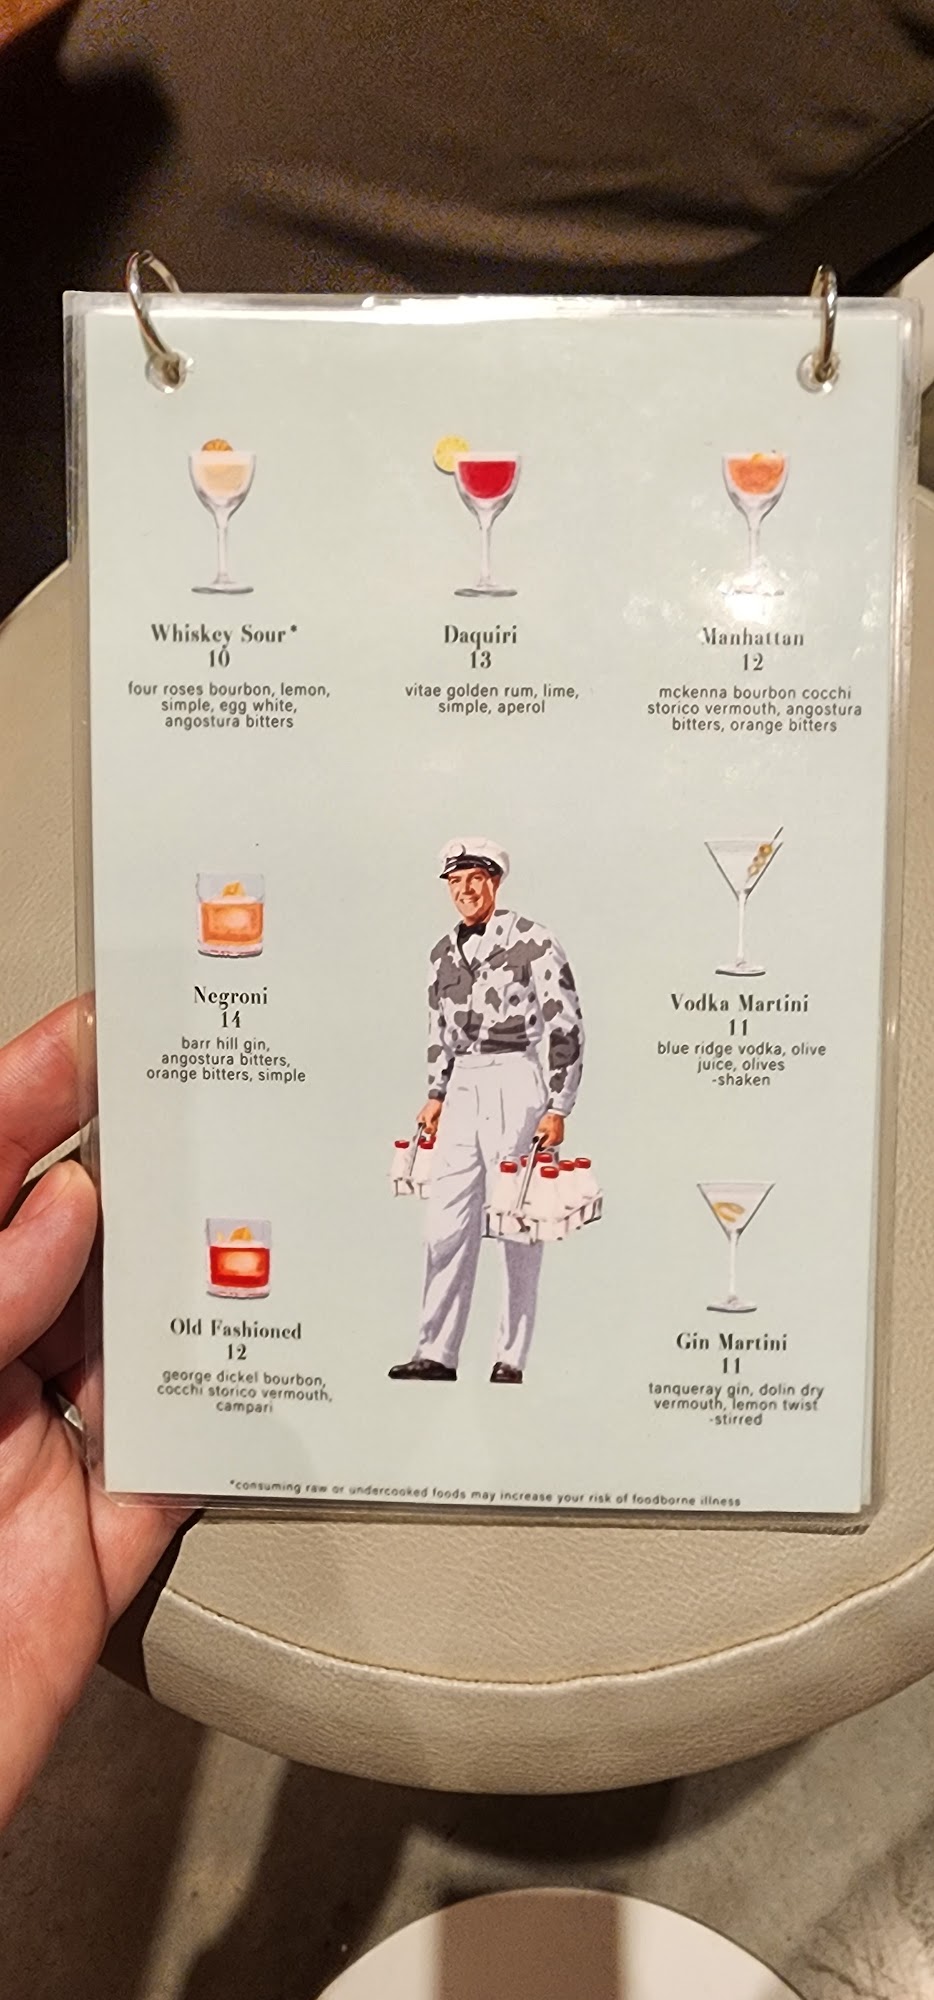 Whiskey Sour*
10
four roses bourbon, lemon,
simple, egg white,
angostura bitters
Daquiri
13
vitae golden rum, lime,
simple, aperol
Manhattan
12
mckenna bourbon cocchi
storico vermouth, angostura
bitters, orange bitters
Negroni
14
barr hill gin,
angostura bitters,
orange bitters, simple
Vodka Martini
11
blue ridge vodka, olive
juice, olives
-shaken
Old Fashioned
12
george dickel bourbon,
cocchi storico vermouth,
campari
Gin Martini
11
tanqueray gin, dolin dry
vermouth, lemon twist
-stirred
*consuming raw or undercooked foods may increase your risk of foodborne illness